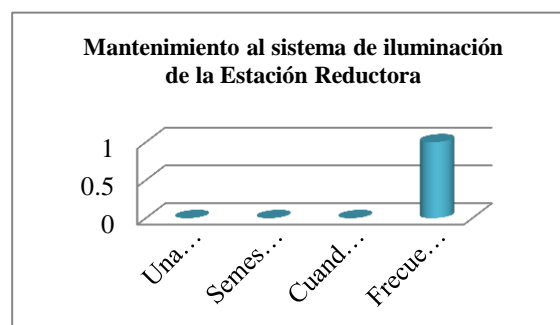 Mantenimiento al sistema de iluminación
de la Estación Reductora
1
0.5
0
Una…
Semes…
Cuand…
Frecue…